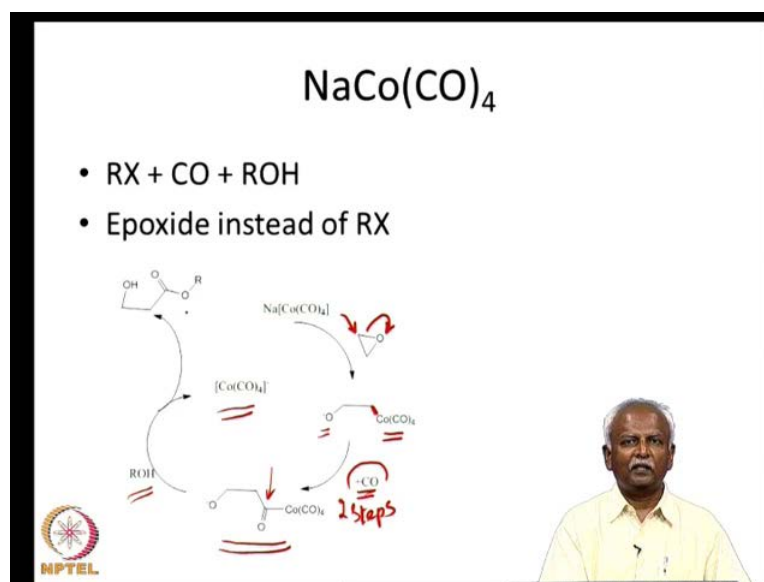 NaCo(CO)₄
• RX + CO + ROH
• Epoxide instead of RX
OH
O
R
O
Na[Co(CO)₄]
O
[Co(CO)₄]⁻
⁻O
Co(CO)₄
ROH
+CO
2 steps
O
Co(CO)₄
O
NPTEL